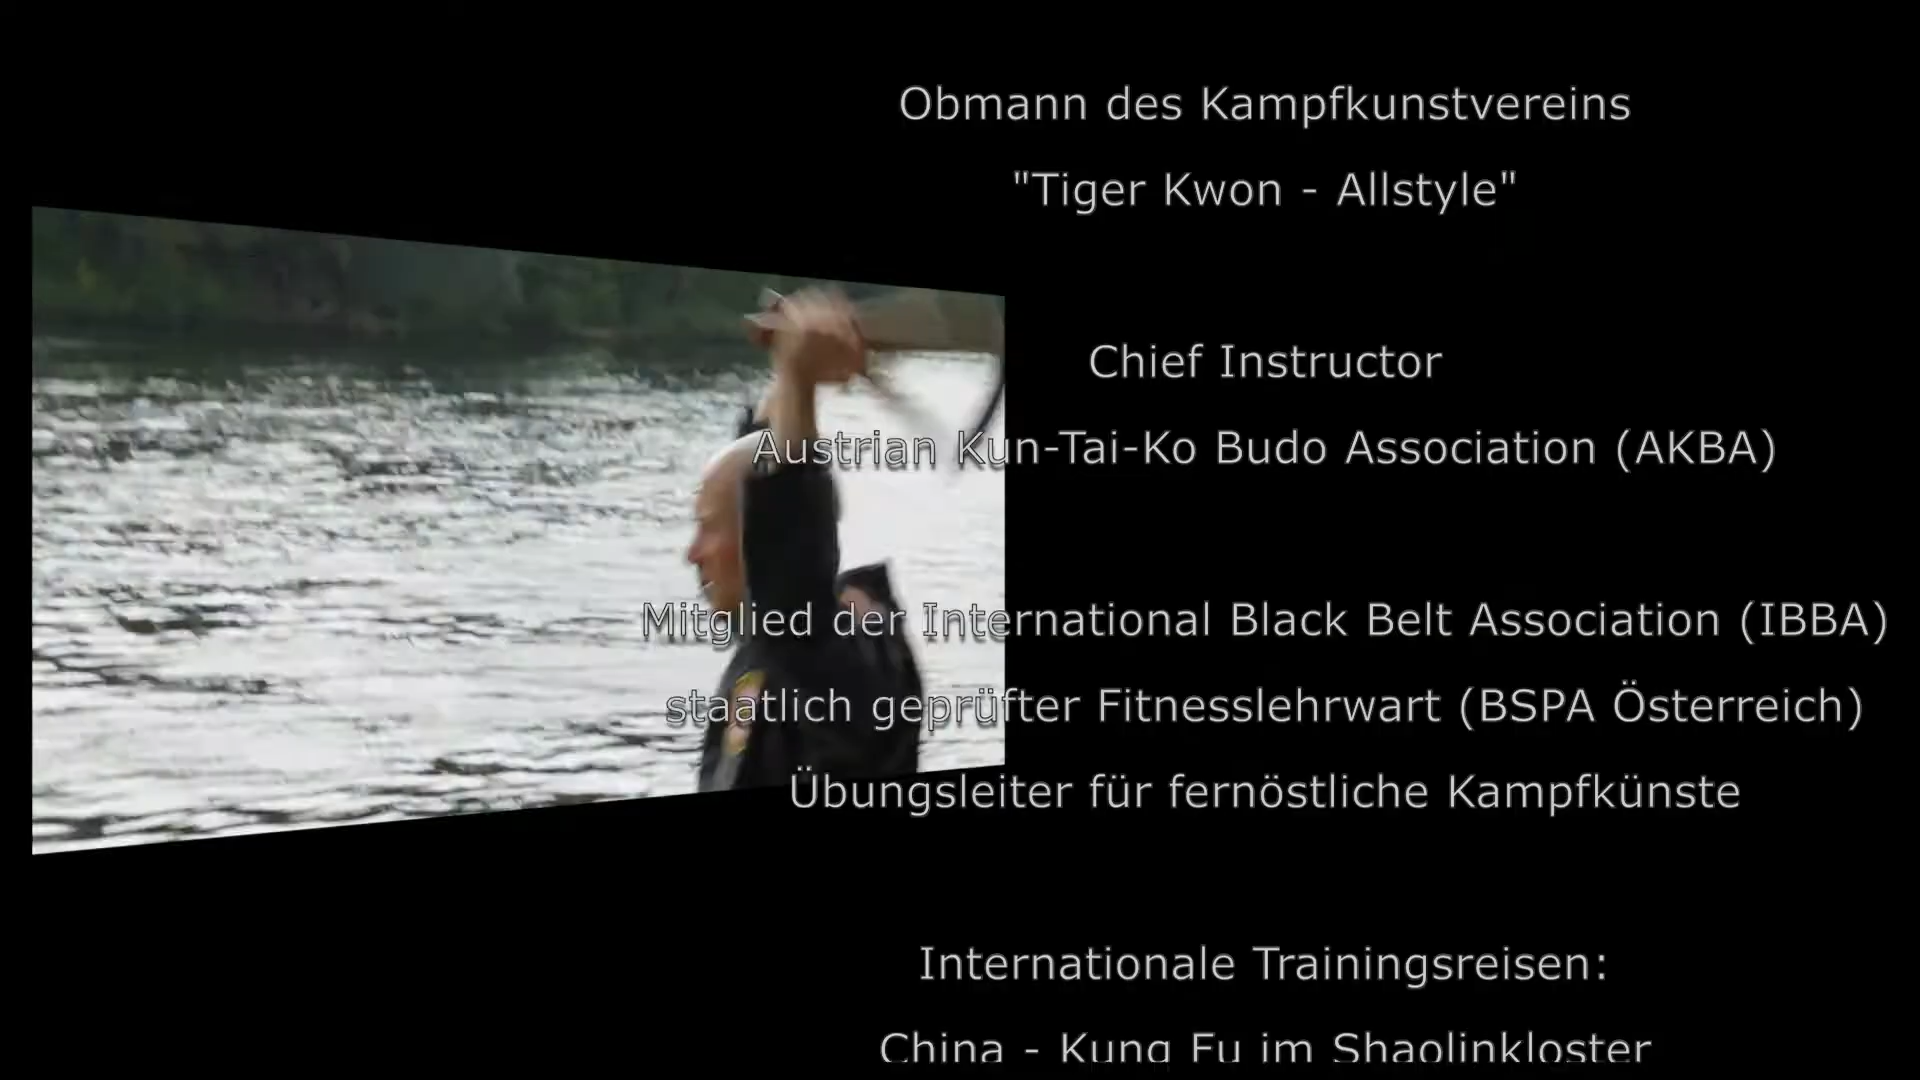 Obmann des Kampfkunstvereins
"Tiger Kwon - Allstyle"
Chief Instructor
Austrian Kun-Tai-Ko Budo Association (AKBA)
Mitglied der International Black Belt Association (IBBA)
staatlich geprüfter Fitnesslehrwart (BSPA Österreich)
Übungsleiter für fernöstliche Kampfkünste
Internationale Trainingsreisen:
China - Kung Fu im Shaolinkloster